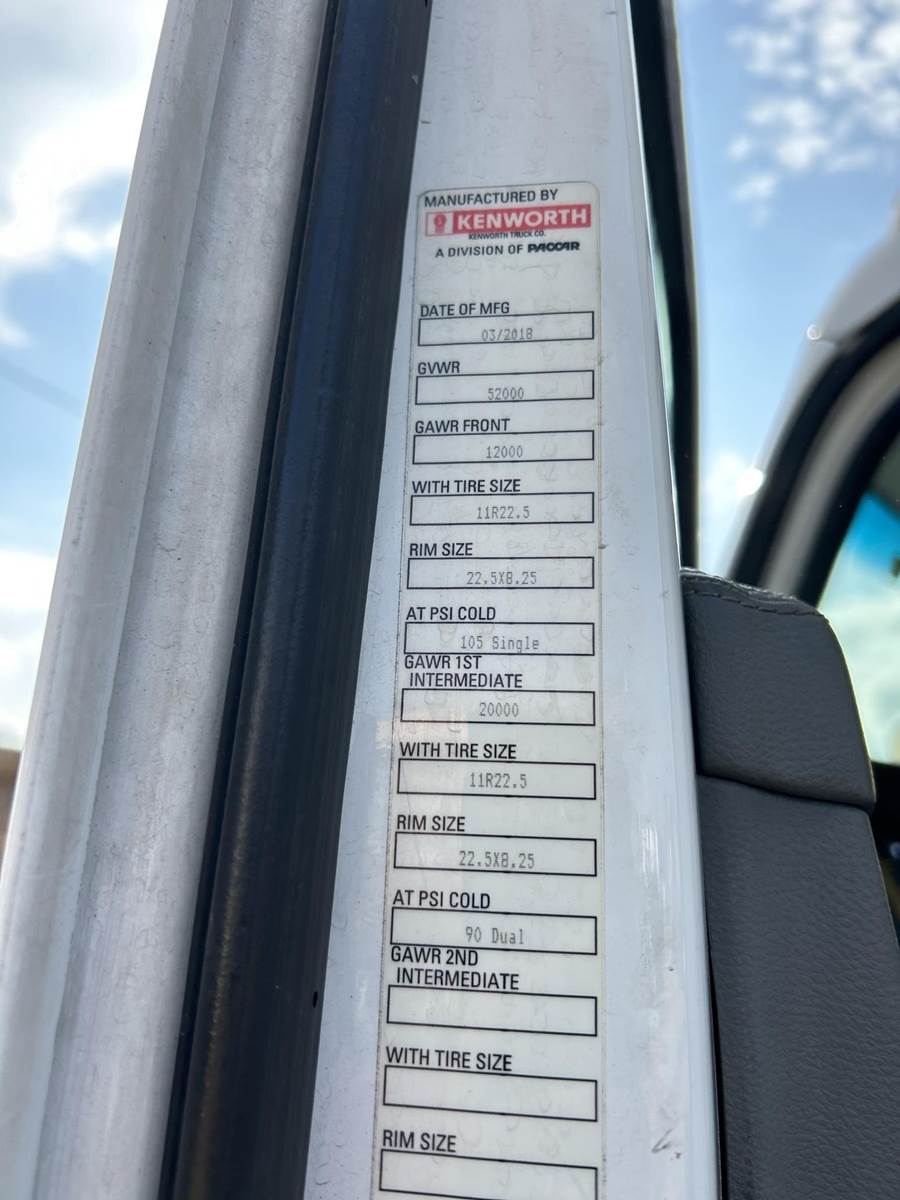 MANUFACTURED BY
KENWORTH
KENWORTH TRUCK CO.
A DIVISION OF PACCAR
DATE OF MFG
03/2018
GVWR
52000
GAWR FRONT
12000
WITH TIRE SIZE
11R22.5
RIM SIZE
22.5X8.25
AT PSI COLD
105 Single
GAWR 1ST
INTERMEDIATE
20000
WITH TIRE SIZE
11R22.5
RIM SIZE
22.5X8.25
AT PSI COLD
90 Dual
GAWR 2ND
INTERMEDIATE
WITH TIRE SIZE
RIM SIZE